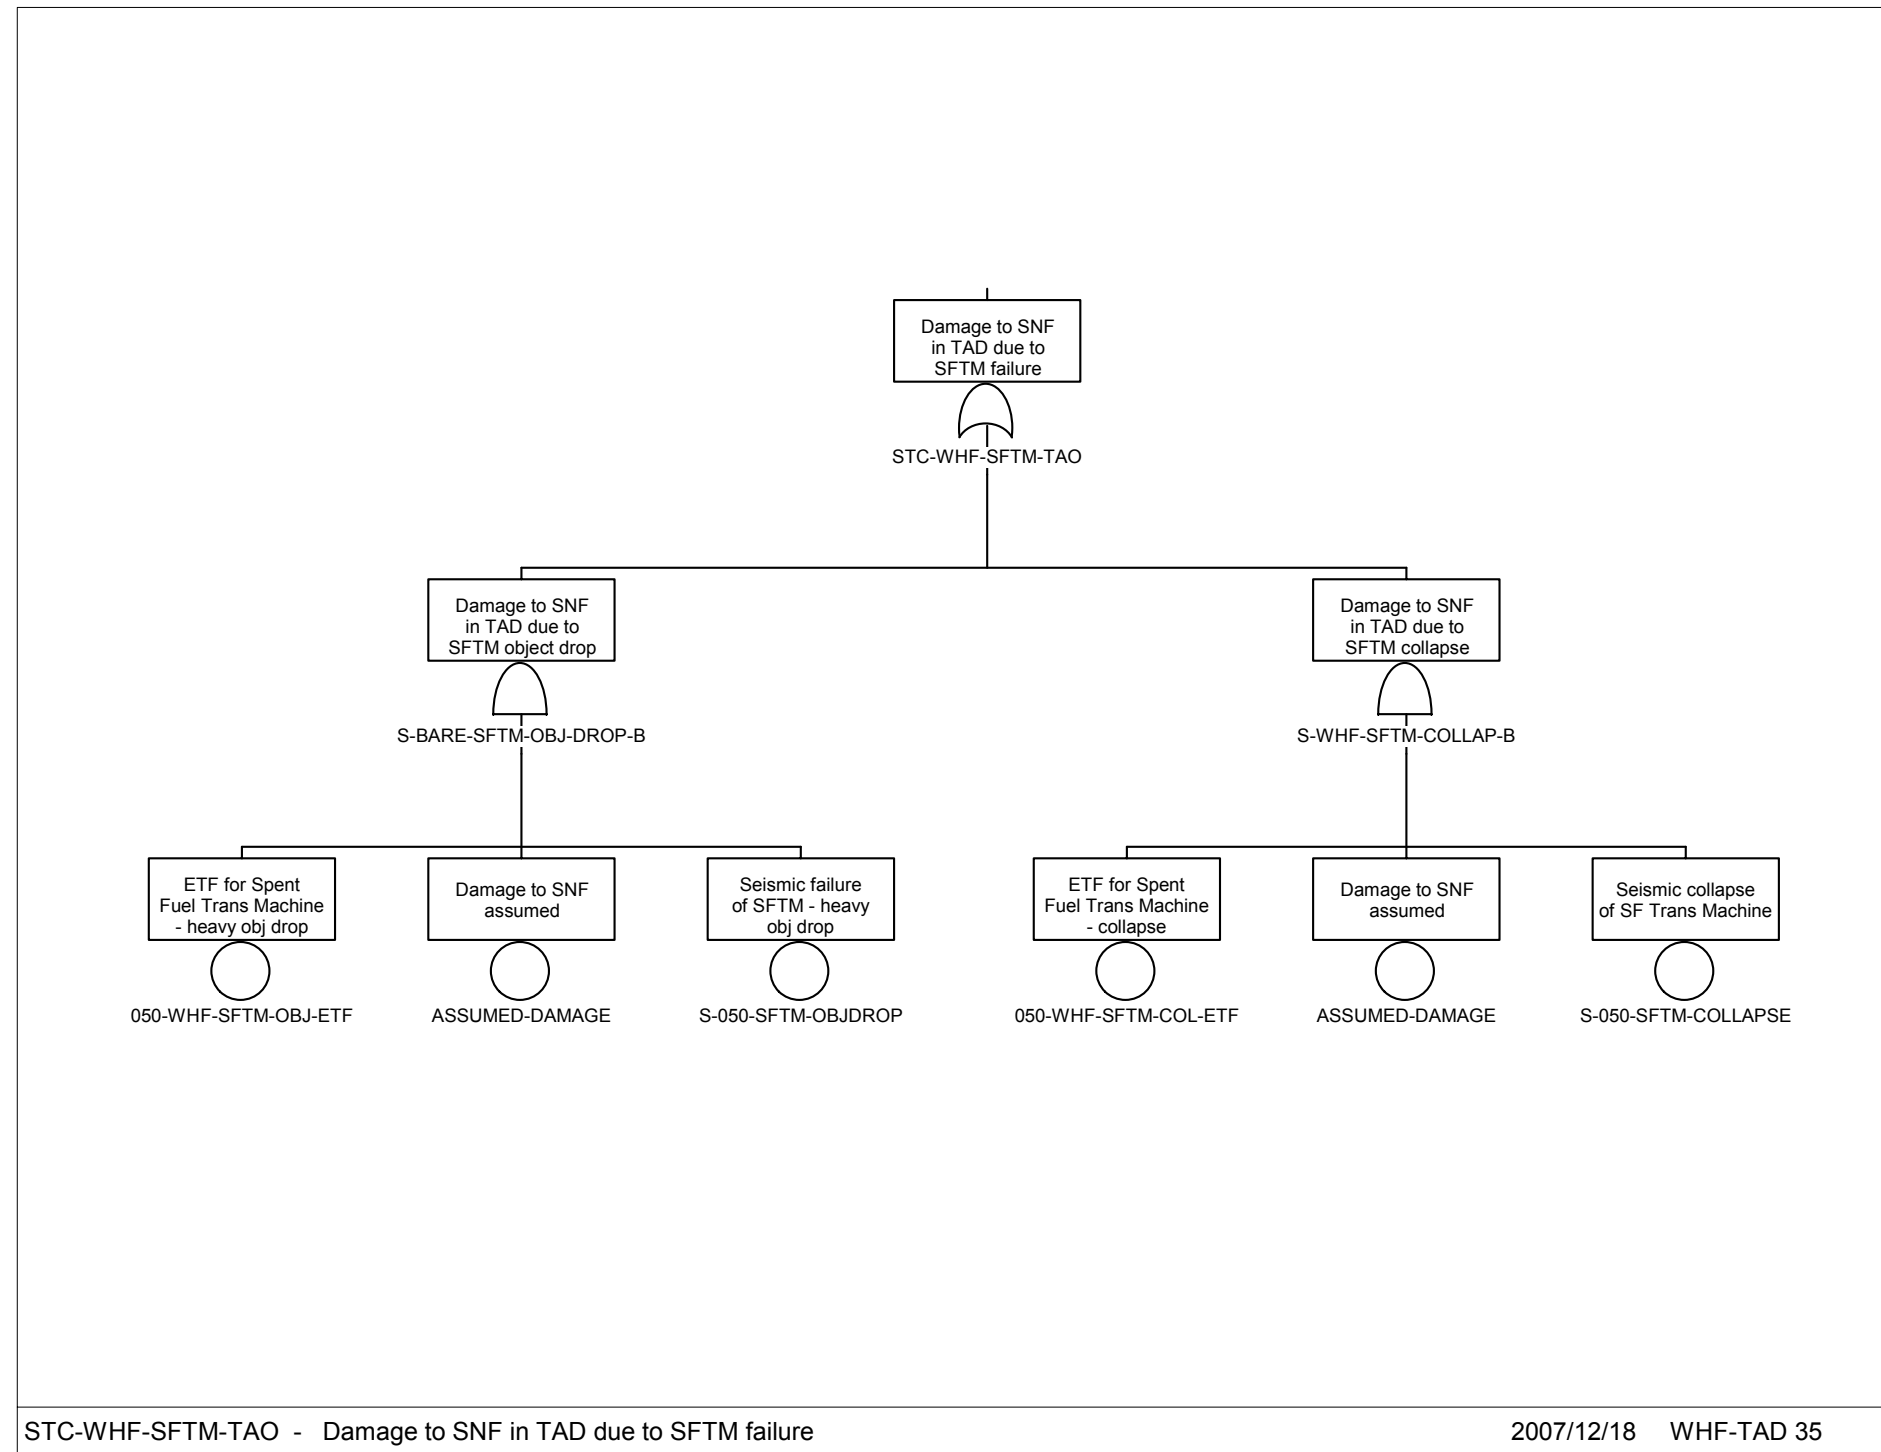 Damage to SNF
in TAD due to
SFTM failure
STC-WHF-SFTM-TAO
Damage to SNF
in TAD due to
SFTM object drop
S-BARE-SFTM-OBJ-DROP-B
Damage to SNF
in TAD due to
SFTM collapse
S-WHF-SFTM-COLLAP-B
ETF for Spent
Fuel Trans Machine
- heavy obj drop
050-WHF-SFTM-OBJ-ETF
Damage to SNF
assumed
ASSUMED-DAMAGE
Seismic failure
of SFTM - heavy
obj drop
S-050-SFTM-OBJDROP
ETF for Spent
Fuel Trans Machine
- collapse
050-WHF-SFTM-COL-ETF
Damage to SNF
assumed
ASSUMED-DAMAGE
Seismic collapse
of SF Trans Machine
S-050-SFTM-COLLAPSE
STC-WHF-SFTM-TAO - Damage to SNF in TAD due to SFTM failure
2007/12/18 WHF-TAD 35